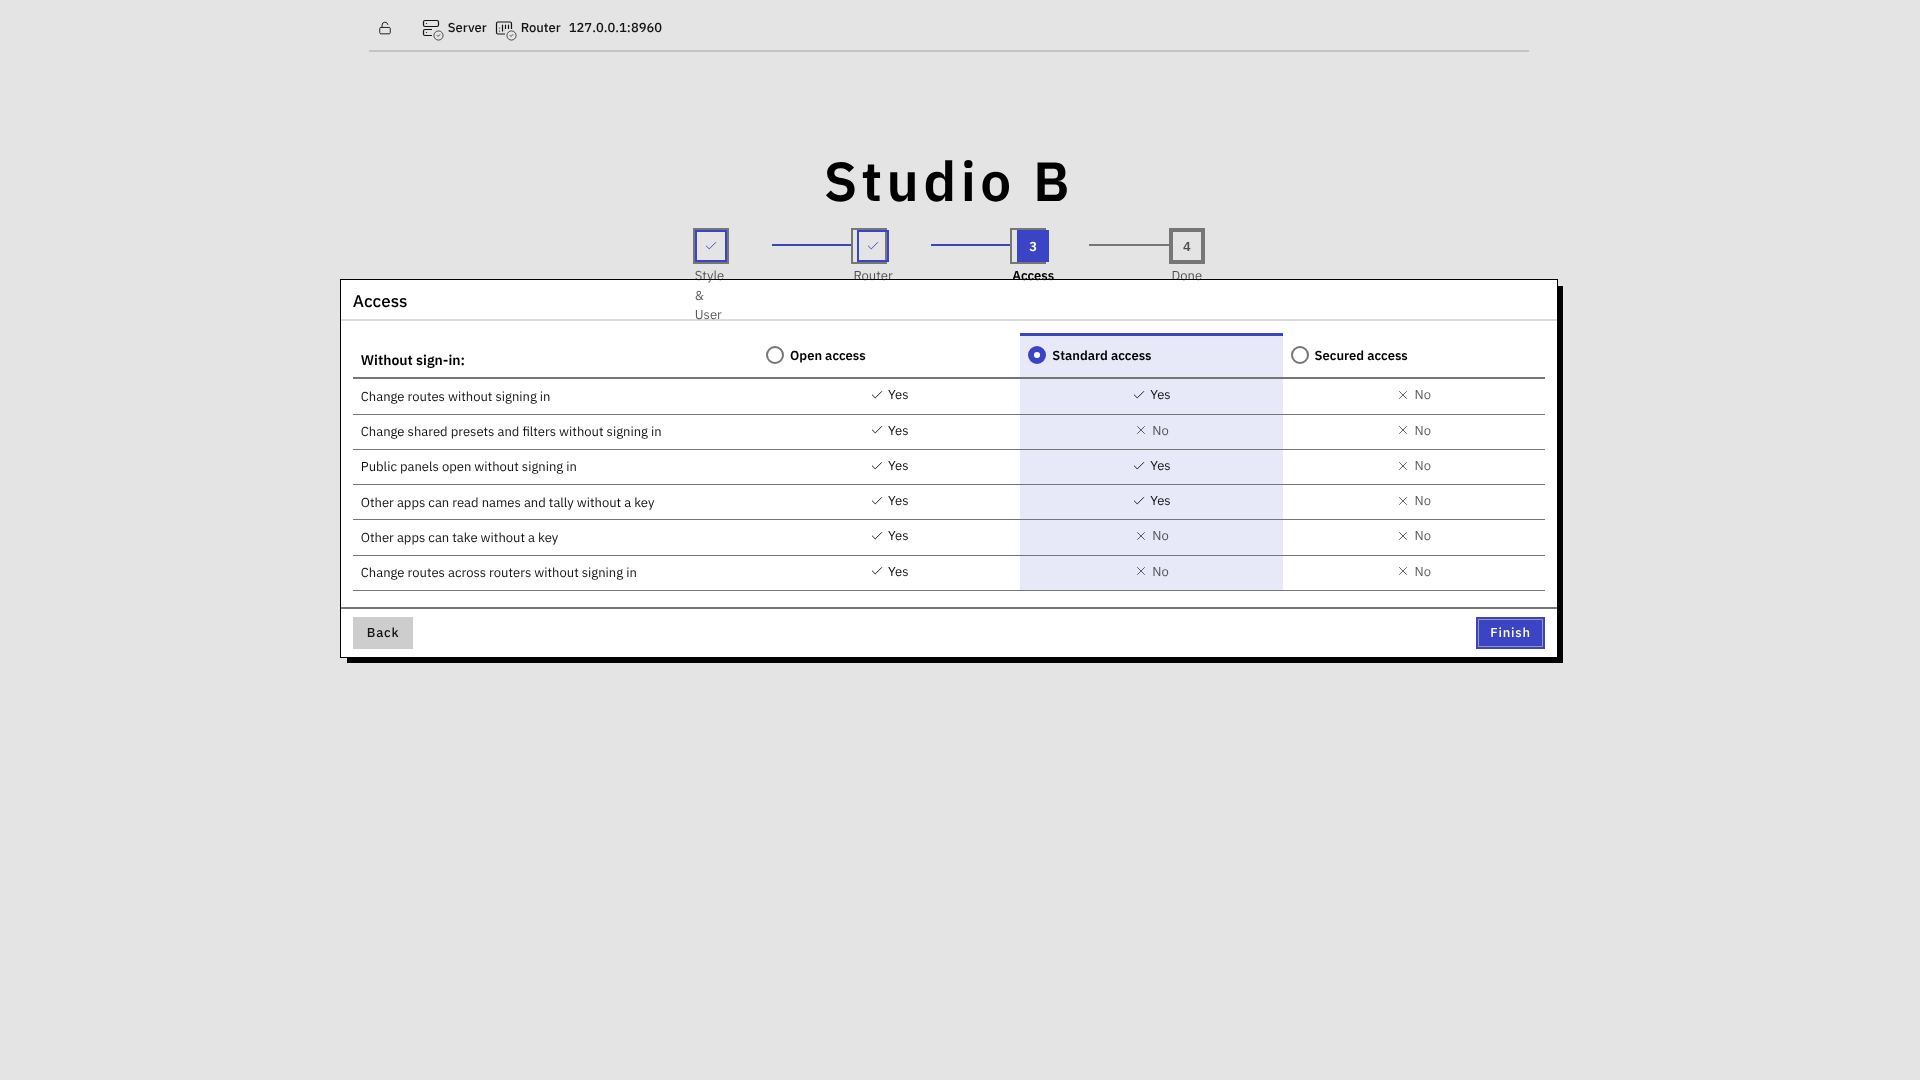 Server Router 127.0.0.1:8960
Studio B
3 4
Style & User Router Access Done
Access
Without sign-in: Open access Standard access Secured access
Change routes without signing in Yes Yes No
Change shared presets and filters without signing in Yes No No
Public panels open without signing in Yes Yes No
Other apps can read names and tally without a key Yes Yes No
Other apps can take without a key Yes No No
Change routes across routers without signing in Yes No No
Back Finish